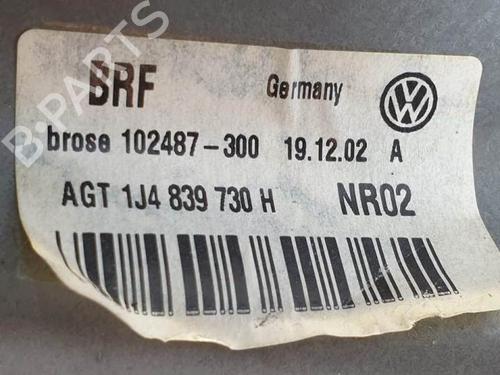 B-PARTS
BRF Germany
brose 102487-300 19.12.02 A
AGT 1J4 839 730 H NR02